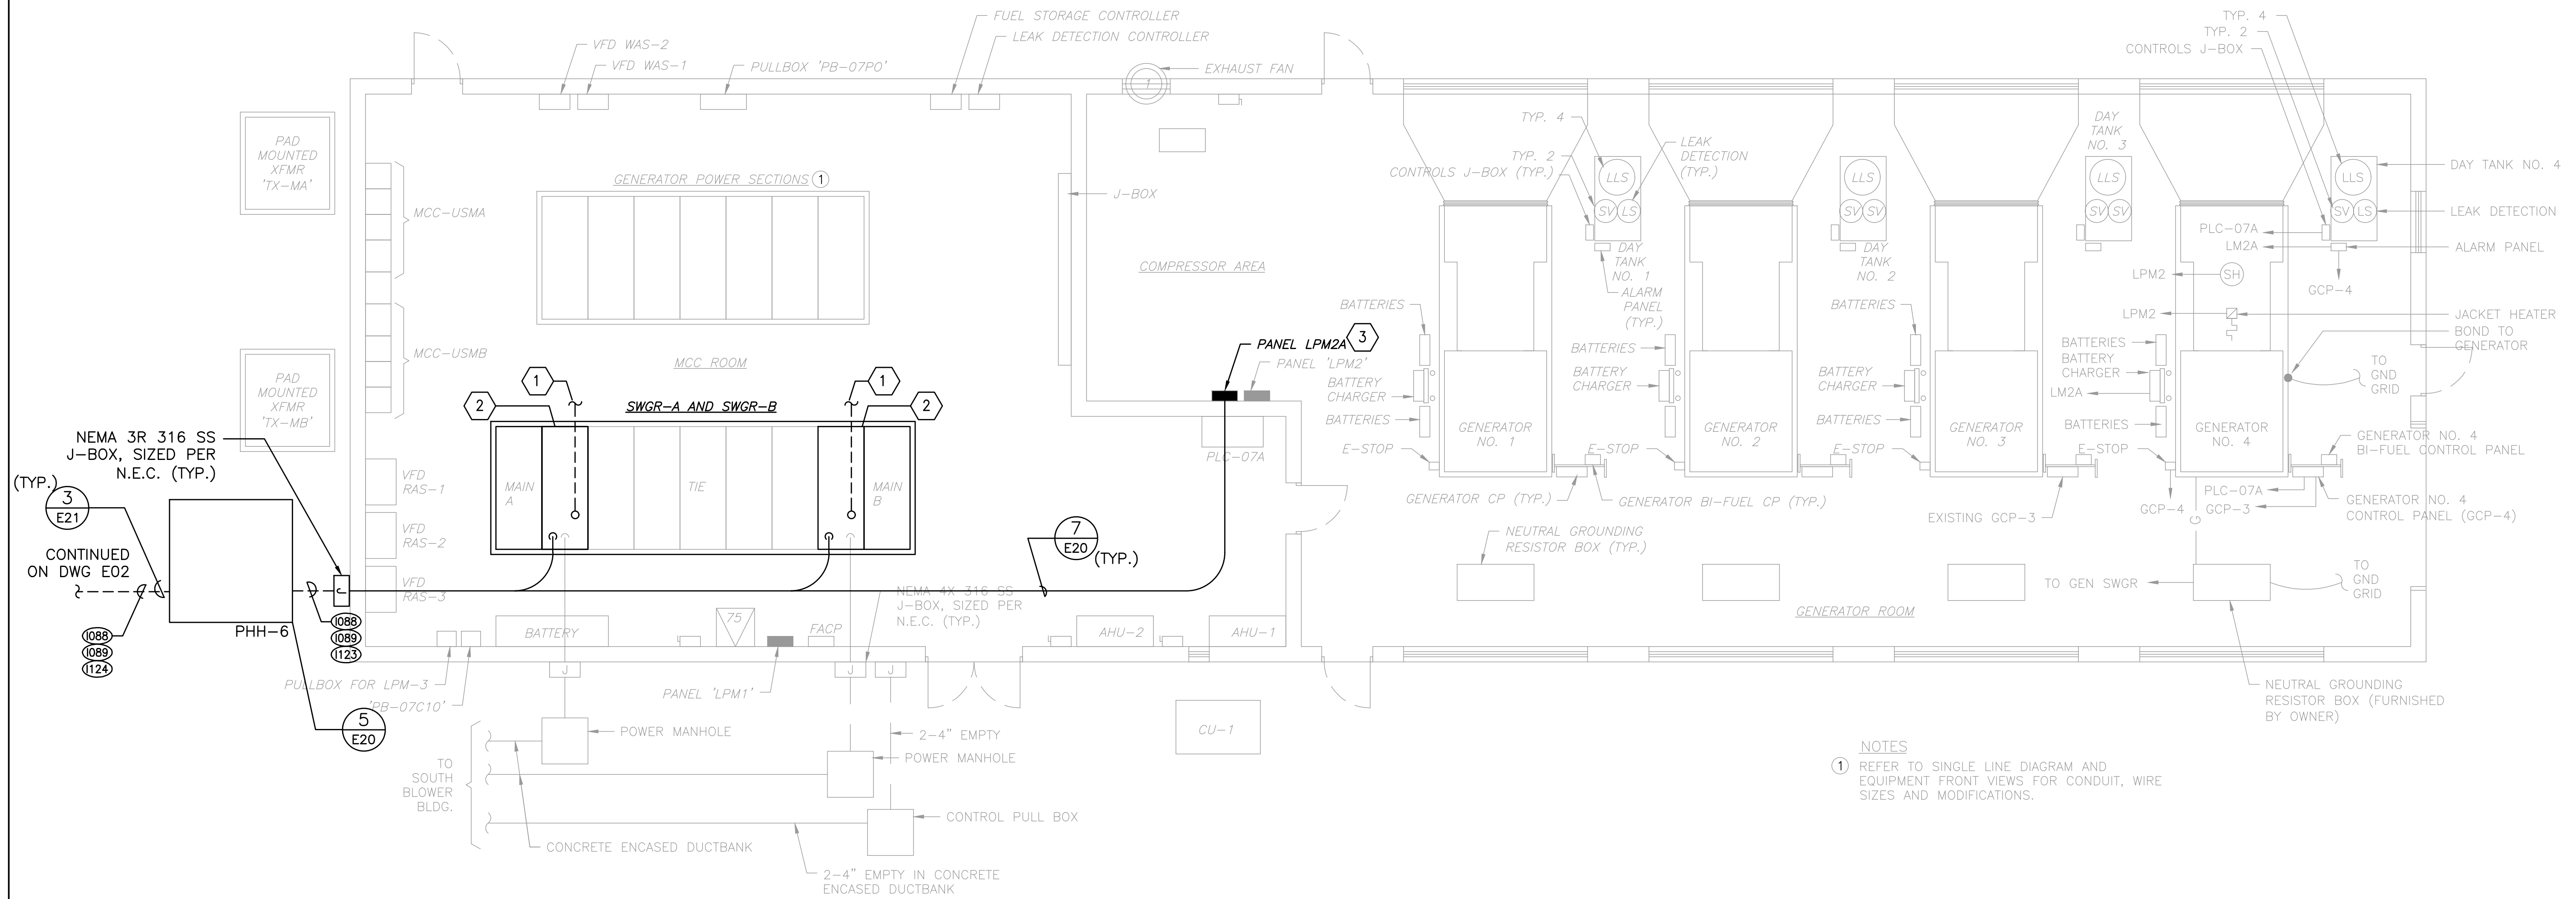 FUEL STORAGE CONTROLLER
LEAK DETECTION CONTROLLER
VFD WAS-2
VFD WAS-1
PULLBOX 'PB-07PO'
EXHAUST FAN
1
TYP. 4
TYP. 2
CONTROLS J-BOX
PAD
MOUNTED
XFMR
'TX-MA'
MCC-USMA
GENERATOR POWER SECTIONS 1
J-BOX
COMPRESSOR AREA
TYP. 4
TYP. 2
CONTROLS J-BOX (TYP.)
LEAK
DETECTION
(TYP.)
LLS
SV
LS
DAY
TANK
NO. 1
ALARM
PANEL
(TYP.)
LLS
SV
SV
DAY
TANK
NO. 2
DAY
TANK
NO. 3
LLS
SV
SV
LLS
SV
LS
DAY TANK NO. 4
LEAK DETECTION
ALARM PANEL
PLC-07A
LM2A
LPM2
SH
GCP-4
LPM2
JACKET HEATER
BOND TO
GENERATOR
TO
GND
GRID
PAD
MOUNTED
XFMR
'TX-MB'
MCC-USMB
MCC ROOM
1
1
2
2
SWGR-A AND SWGR-B
MAIN
A
TIE
MAIN
B
PANEL LPM2A
3
PANEL 'LPM2'
PLC-07A
BATTERIES
BATTERY
CHARGER
BATTERIES
E-STOP
GENERATOR
NO. 1
BATTERIES
BATTERY
CHARGER
BATTERIES
E-STOP
GENERATOR
NO. 2
BATTERIES
BATTERY
CHARGER
BATTERIES
E-STOP
GENERATOR
NO. 3
BATTERIES
BATTERY
CHARGER
LM2A
BATTERIES
E-STOP
GENERATOR
NO. 4
GENERATOR NO. 4
BI-FUEL CONTROL PANEL
GENERATOR CP (TYP.)
GENERATOR BI-FUEL CP (TYP.)
EXISTING GCP-3
GCP-4
G
PLC-07A
GCP-3
GENERATOR NO. 4
CONTROL PANEL (GCP-4)
NEMA 3R 316 SS
J-BOX, SIZED PER
N.E.C. (TYP.)
(TYP.)
3
E21
CONTINUED
ON DWG E02
1088
1089
1124
PHH-6
J
1088
1089
1123
VFD
RAS-1
VFD
RAS-2
VFD
RAS-3
7
E20
(TYP.)
NEMA 4X 316 SS
J-BOX, SIZED PER
N.E.C. (TYP.)
NEUTRAL GROUNDING
RESISTOR BOX (TYP.)
TO GEN SWGR
TO
GND
GRID
GENERATOR ROOM
BATTERY
75
FACP
AHU-2
AHU-1
PULLBOX FOR LPM-3
'PB-07C10'
PANEL 'LPM1'
J
J
J
5
E20
NEUTRAL GROUNDING
RESISTOR BOX (FURNISHED
BY OWNER)
CU-1
POWER MANHOLE
2-4" EMPTY
POWER MANHOLE
TO
SOUTH
BLOWER
BLDG.
CONTROL PULL BOX
CONCRETE ENCASED DUCTBANK
2-4" EMPTY IN CONCRETE
ENCASED DUCTBANK
NOTES
1 REFER TO SINGLE LINE DIAGRAM AND
EQUIPMENT FRONT VIEWS FOR CONDUIT, WIRE
SIZES AND MODIFICATIONS.